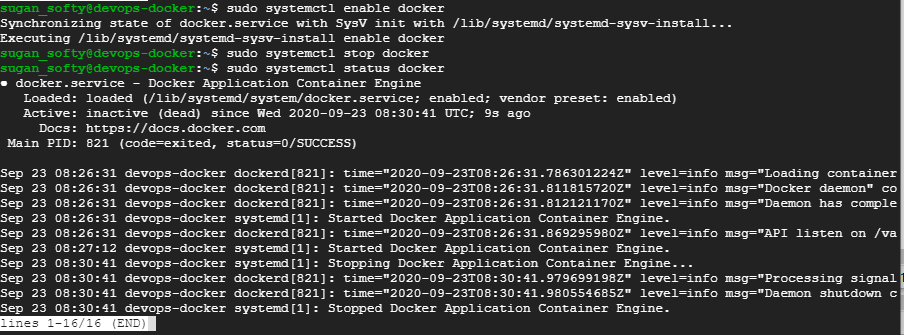 sugan_softy@devops-docker:~$ sudo systemctl enable docker
Synchronizing state of docker.service with SysV init with /lib/systemd/systemd-sysv-install...
Executing /lib/systemd/systemd-sysv-install enable docker
sugan_softy@devops-docker:~$ sudo systemctl stop docker
sugan_softy@devops-docker:~$ sudo systemctl status docker
● docker.service - Docker Application Container Engine
Loaded: loaded (/lib/systemd/system/docker.service; enabled; vendor preset: enabled)
Active: inactive (dead) since Wed 2020-09-23 08:30:41 UTC; 9s ago
Docs: https://docs.docker.com
Main PID: 821 (code=exited, status=0/SUCCESS)
Sep 23 08:26:31 devops-docker dockerd[821]: time="2020-09-23T08:26:31.786301224Z" level=info msg="Loading container
Sep 23 08:26:31 devops-docker dockerd[821]: time="2020-09-23T08:26:31.811815720Z" level=info msg="Docker daemon" co
Sep 23 08:26:31 devops-docker dockerd[821]: time="2020-09-23T08:26:31.812121170Z" level=info msg="Daemon has comple
Sep 23 08:26:31 devops-docker systemd[1]: Started Docker Application Container Engine.
Sep 23 08:26:31 devops-docker dockerd[821]: time="2020-09-23T08:26:31.869295980Z" level=info msg="API listen on /va
Sep 23 08:27:12 devops-docker systemd[1]: Started Docker Application Container Engine.
Sep 23 08:30:41 devops-docker systemd[1]: Stopping Docker Application Container Engine...
Sep 23 08:30:41 devops-docker dockerd[821]: time="2020-09-23T08:30:41.979699198Z" level=info msg="Processing signal
Sep 23 08:30:41 devops-docker dockerd[821]: time="2020-09-23T08:30:41.980554685Z" level=info msg="Daemon shutdown c
Sep 23 08:30:41 devops-docker systemd[1]: Stopped Docker Application Container Engine.
lines 1-16/16 (END)